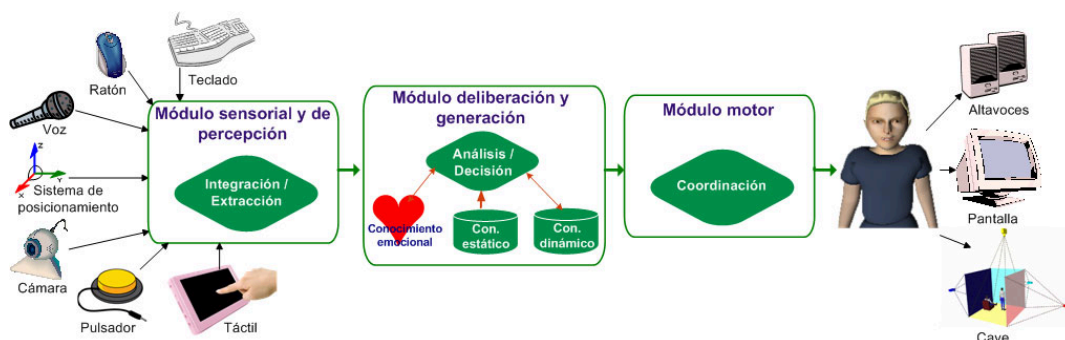 Ratón
Teclado
Voz
Sistema de
posicionamiento
Z
Y
X
Cámara
Pulsador
Táctil
Módulo sensorial y de
percepción
Integración /
Extracción
Módulo deliberación y
generación
Análisis /
Decisión
Conocimiento
emocional
Con.
estático
Con.
dinámico
Módulo motor
Coordinación
Altavoces
Pantalla
Cave